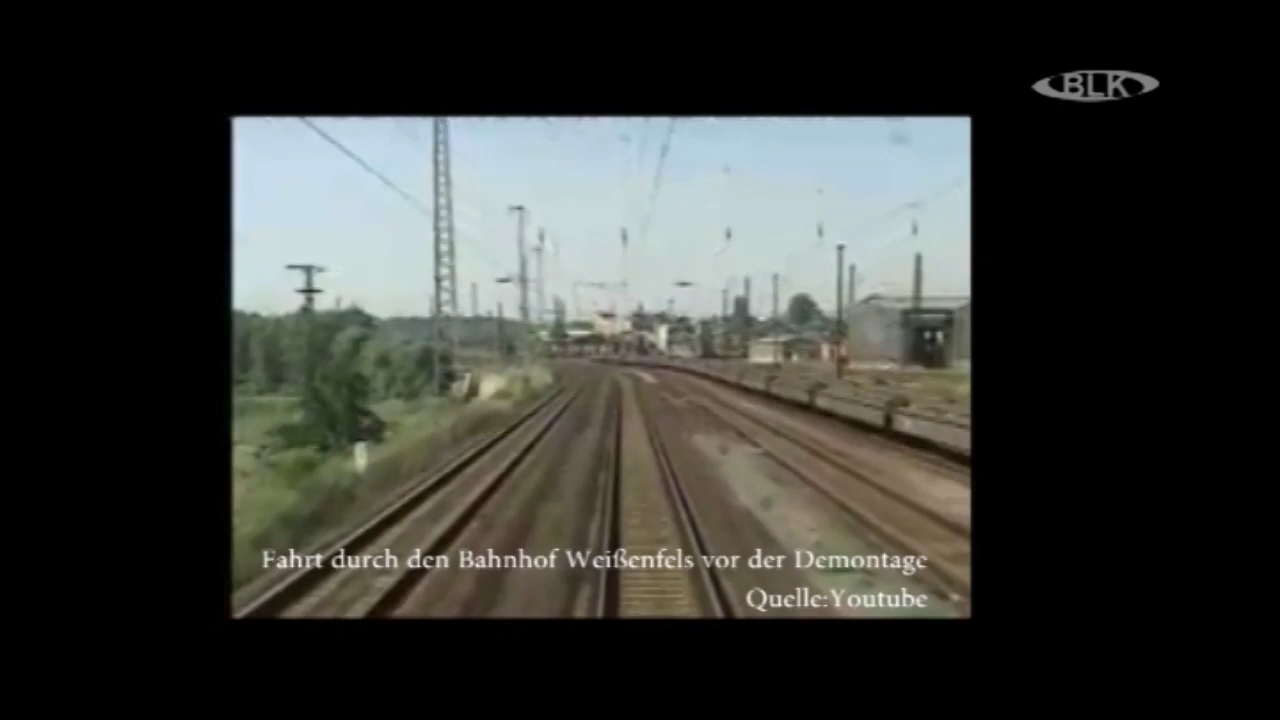 BLK
Fahrt durch den Bahnhof Weißenfels vor der Demontage
Quelle:Youtube